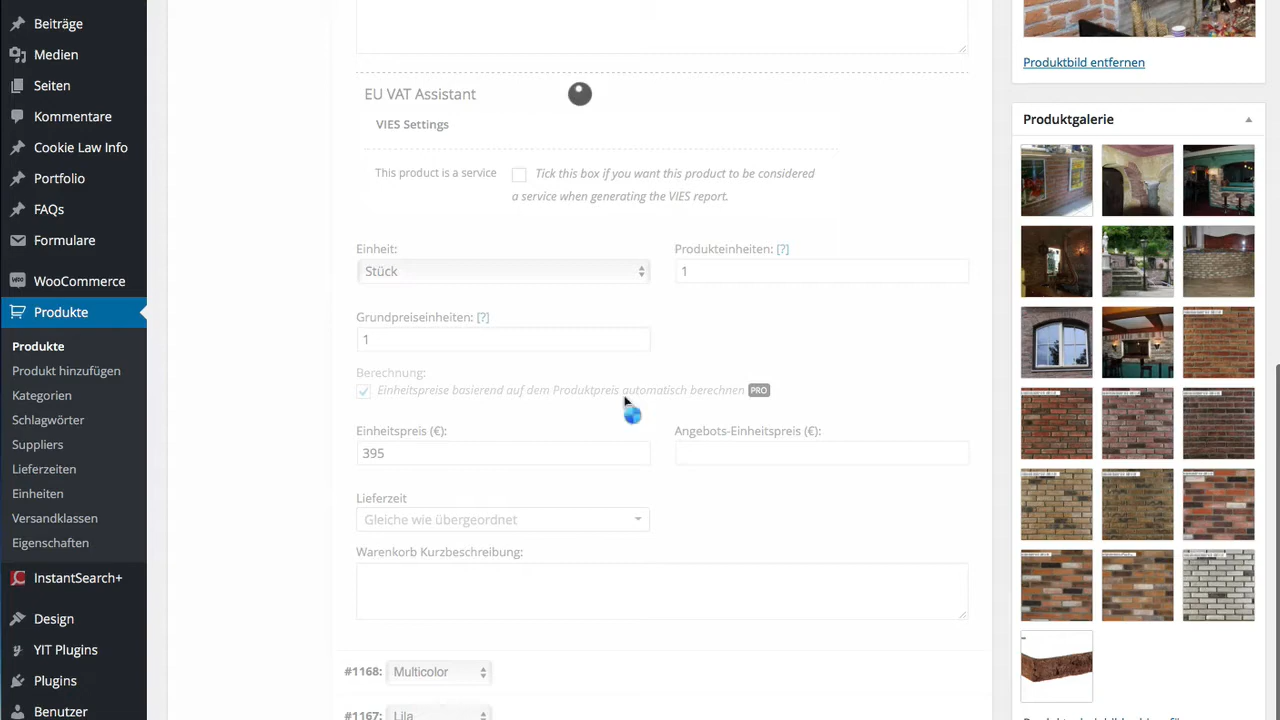 Beiträge
Medien
Seiten
Kommentare
Cookie Law Info
Portfolio
FAQs
Formulare
WooCommerce
Produkte
Produkte
Produkt hinzufügen
Kategorien
Schlagwörter
Suppliers
Lieferzeiten
Einheiten
Versandklassen
Eigenschaften
InstantSearch+
Design
YIT Plugins
Plugins
Benutzer
EU VAT Assistant
VIES Settings
This product is a service
Tick this box if you want this product to be considered
a service when generating the VIES report.
Einheit:
Produkteinheiten: [?]
Stück
1
Grundpreiseinheiten: [?]
1
Berechnung:
Einheitspreise basierend auf dem Produktpreis automatisch berechnen PRO
Einheitspreis (€):
Angebots-Einheitspreis (€):
395
Lieferzeit
Gleiche wie übergeordnet
Warenkorb Kurzbeschreibung:
#1168: Multicolor
#1167: Lila
Produktbild entfernen
Produktgalerie